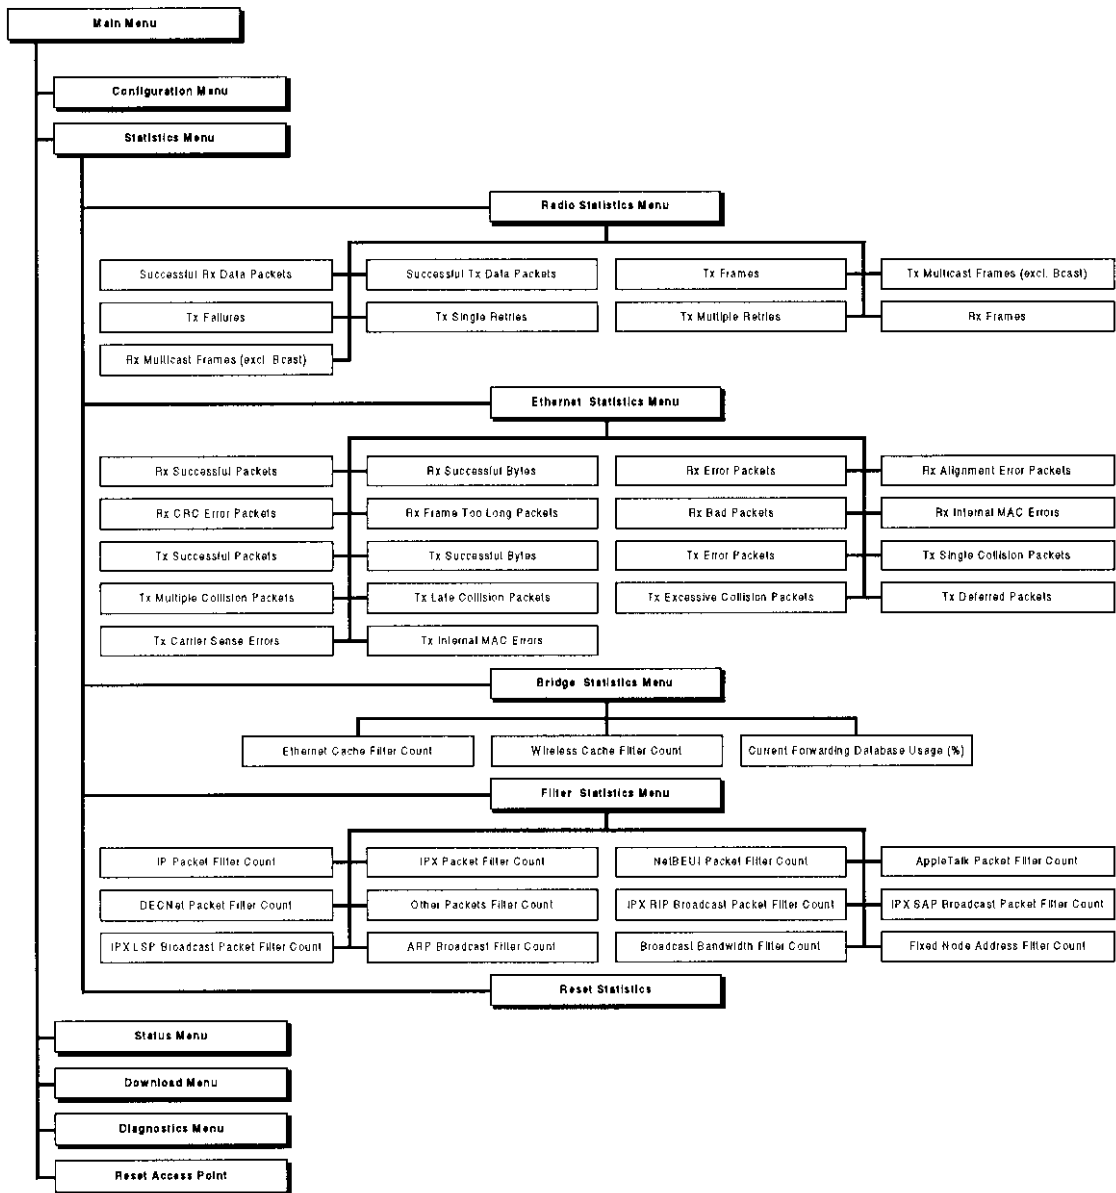 Main Menu
Configuration Menu
Statistics Menu
Radio Statistics Menu
Successful Rx Data Packets
Successful Tx Data Packets
Tx Frames
Tx Multicast Frames (excl. Bcast)
Tx Failures
Tx Single Retries
Tx Multiple Retries
Rx Frames
Rx Multicast Frames (excl. Bcast)
Ethernet Statistics Menu
Rx Successful Packets
Rx Successful Bytes
Rx Error Packets
Rx Alignment Error Packets
Rx CRC Error Packets
Rx Frame Too Long Packets
Rx Bad Packets
Rx Internal MAC Errors
Tx Successful Packets
Tx Successful Bytes
Tx Error Packets
Tx Single Collision Packets
Tx Multiple Collision Packets
Tx Late Collision Packets
Tx Excessive Collision Packets
Tx Deferred Packets
Tx Carrier Sense Errors
Tx Internal MAC Errors
Bridge Statistics Menu
Ethernet Cache Filter Count
Wireless Cache Filter Count
Current Forwarding Database Usage (%)
Filter Statistics Menu
IP Packet Filter Count
IPX Packet Filter Count
NetBEUI Packet Filter Count
AppleTalk Packet Filter Count
DECNet Packet Filter Count
Other Packets Filter Count
IPX RIP Broadcast Packet Filter Count
IPX SAP Broadcast Packet Filter Count
IPX LSP Broadcast Packet Filter Count
ARP Broadcast Filter Count
Broadcast Bandwidth Filter Count
Fixed Node Address Filter Count
Reset Statistics
Status Menu
Download Menu
Diagnostics Menu
Reset Access Point